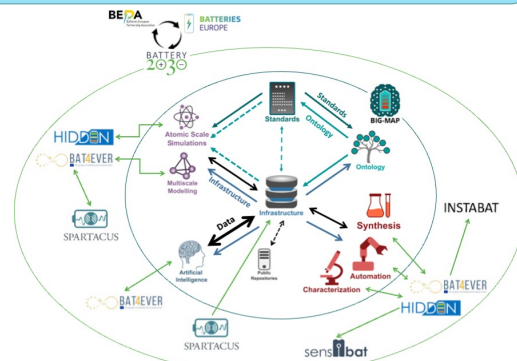 BEPA
BATTERIES
EUROPE
BATTERY
2030
Standards
Standards
Ontology
BIG-MAP
HIDDEN
Atomic Scale
Simulations
BAT4EVER
Ontology
Multiscale
Modelling
Infrastructure
Infrastructure
Synthesis
INSTABAT
SPARTACUS
Data
Artificial
Intelligence
Public
Repositories
Automation
Characterization
BAT4EVER
BAT4EVER
HIDDEN
SPARTACUS
sensibat